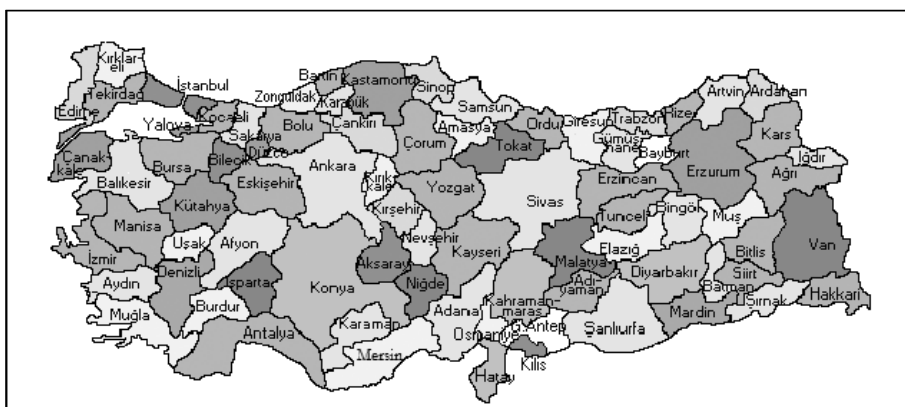 Kırklar-
eli
Edirne
Tekirdağ
İstanbul
Yalova
Kocaeli
Sakarya
Düzce
Zonguldak
Bartın
Karabük
Kastamonu
Sinop
Samsun
Bolu
Çankırı
Çorum
Amasya
Tokat
Ordu
Giresun
Trabzon
Rize
Artvin
Ardahan
Kars
Gümüş-
hane
Bayburt
Erzurum
Iğdır
Ağrı
Çanak-
kale
Balıkesir
Bursa
Bilecik
Eskişehir
Ankara
Kırık
kale
Yozgat
Sivas
Erzincan
Tunceli
Bingöl
Muş
Kütahya
Manisa
Uşak
Afyon
Kırşehir
Nevşehir
Kayseri
Malatya
Elazığ
Bitlis
Van
İzmir
Aydın
Denizli
Isparta
Konya
Aksaray
Niğde
Adana
Kahraman-
maraş
Adı-
yaman
Diyarbakır
Batman
Siirt
Şırnak
Hakkari
Muğla
Burdur
Antalya
Karaman
Mersin
Osmaniye
G.Antep
Şanlıurfa
Mardin
Kilis
Hatay